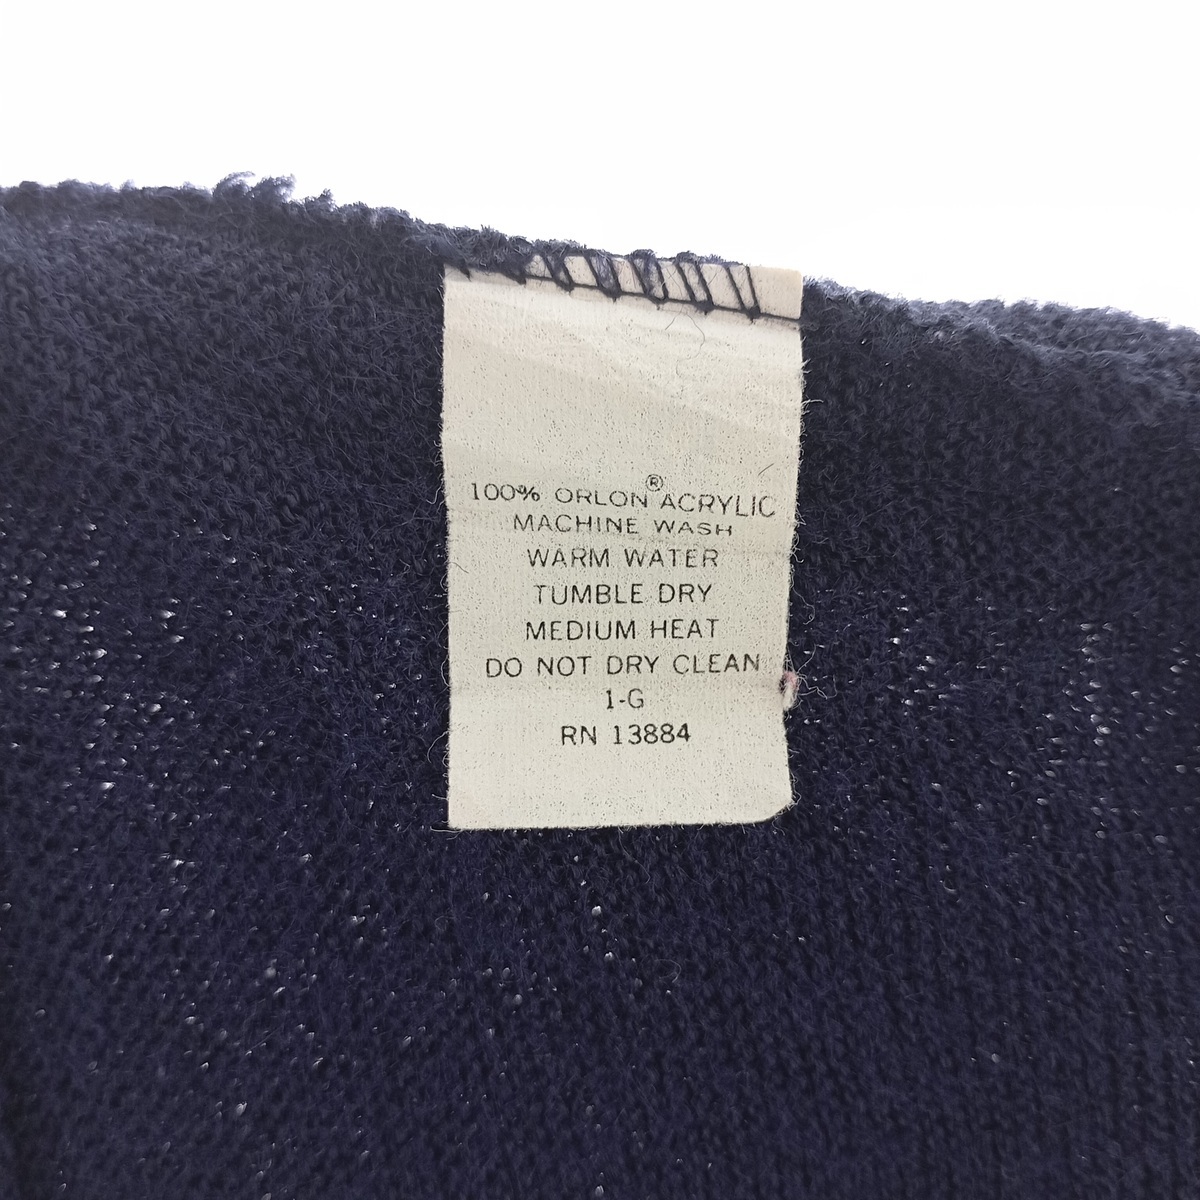 100% ORLON® ACRYLIC
MACHINE WASH
WARM WATER
TUMBLE DRY
MEDIUM HEAT
DO NOT DRY CLEAN
1-G
RN 13884